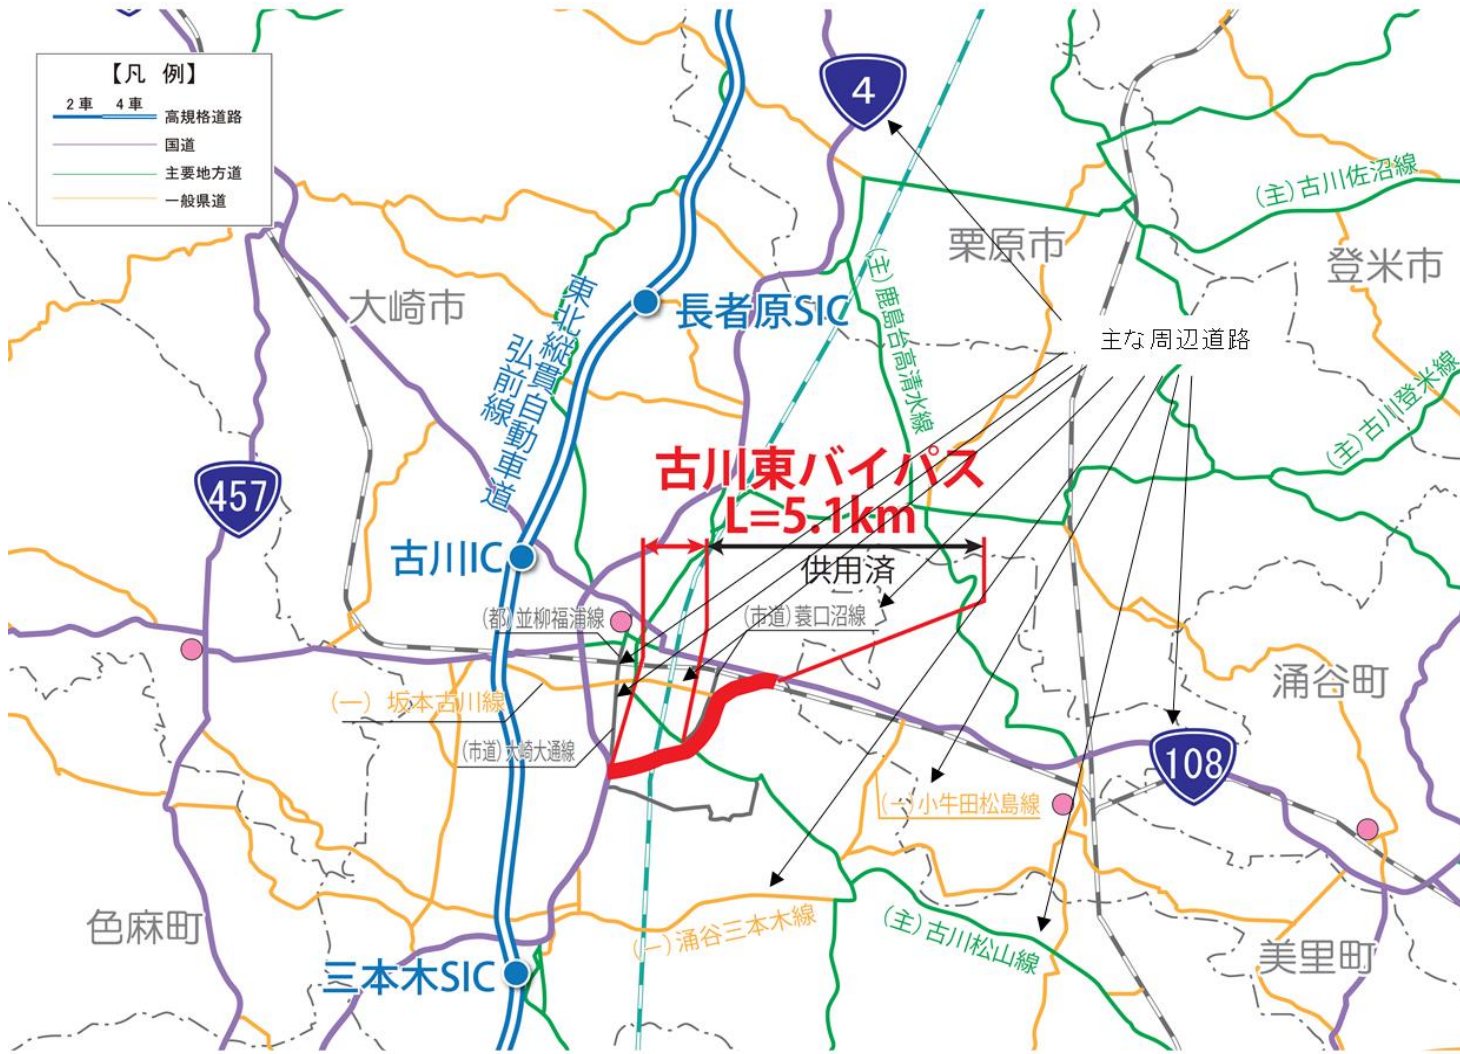 【凡 例】
2車 4車
高規格道路
国道
主要地方道
一般県道
4
(主)古川佐沼線
栗原市
登米市
大崎市
東北縦貫自動車道
弘前線
長者原SIC
(主)鹿島台高清水線
主な周辺道路
(主)古川登米線
457
古川東バイパス
L=5.1km
古川IC
供用済
(都)並柳福浦線
(市道)蓑口沼線
(一)坂本古川線
(市道)大崎大通線
涌谷町
108
(一)小牛田松島線
色麻町
(一)涌谷三本木線
(主)古川松山線
美里町
三本木SIC